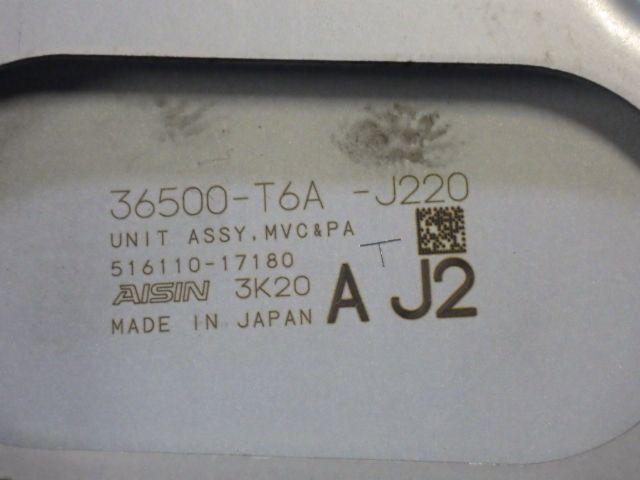 36500-T6A -J220
UNIT ASSY, MVC&PA
516110-17180
AISIN 3K20 A J2
MADE IN JAPAN